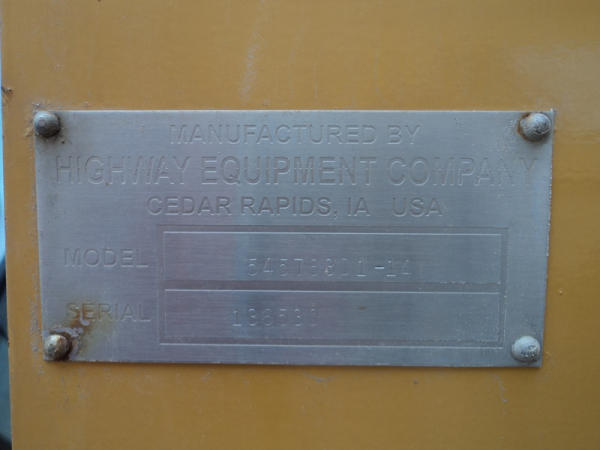 MANUFACTURED BY
HIGHWAY EQUIPMENT COMPANY
CEDAR RAPIDS, IA USA
MODEL
SERIAL